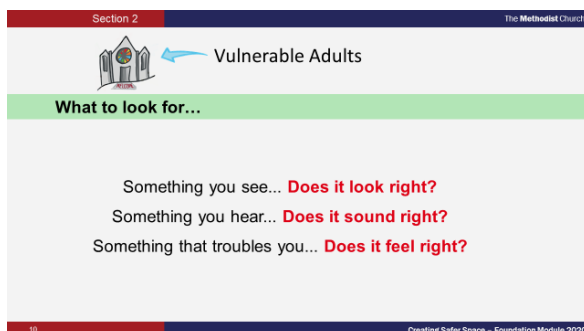 Section 2
The Methodist Church
WELCOME
Vulnerable Adults
What to look for...
Something you see... Does it look right?
Something you hear... Does it sound right?
Something that troubles you... Does it feel right?
10
Creating Safer Space – Foundation Module 2020